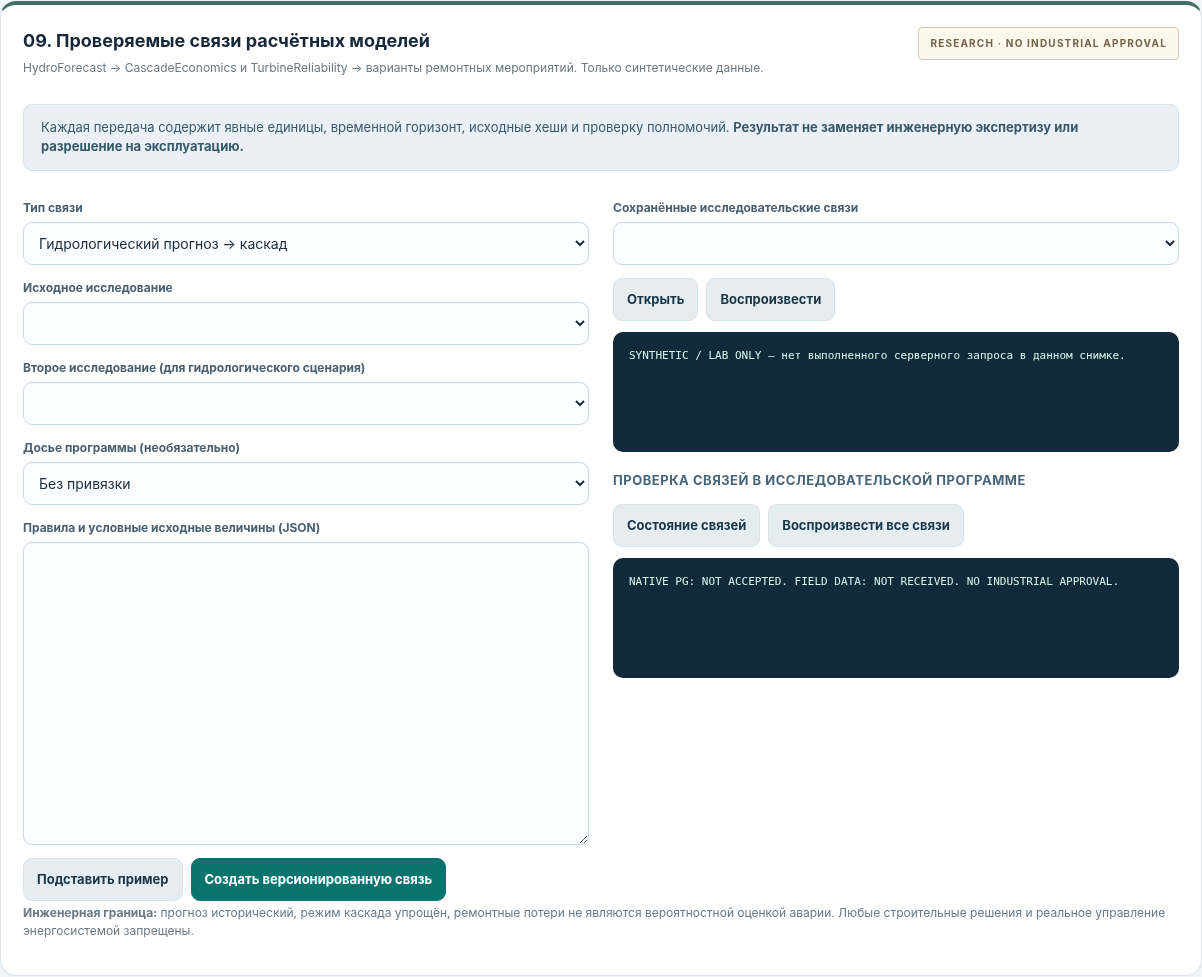 09. Проверяемые связи расчётных моделей
RESEARCH · NO INDUSTRIAL APPROVAL
HydroForecast → CascadeEconomics и TurbineReliability → варианты ремонтных мероприятий. Только синтетические данные.
Каждая передача содержит явные единицы, временной горизонт, исходные хеши и проверку полномочий. Результат не заменяет инженерную экспертизу или
разрешение на эксплуатацию.
Тип связи
Гидрологический прогноз → каскад
Исходное исследование
Второе исследование (для гидрологического сценария)
Досье программы (необязательно)
Без привязки
Правила и условные исходные величины (JSON)
Подставить пример
Создать версионированную связь
Сохранённые исследовательские связи
Открыть
Воспроизвести
SYNTHETIC / LAB ONLY — нет выполненного серверного запроса в данном снимке.
ПРОВЕРКА СВЯЗЕЙ В ИССЛЕДОВАТЕЛЬСКОЙ ПРОГРАММЕ
Состояние связей
Воспроизвести все связи
NATIVE PG: NOT ACCEPTED. FIELD DATA: NOT RECEIVED. NO INDUSTRIAL APPROVAL.
Инженерная граница: прогноз исторический, режим каскада упрощён, ремонтные потери не являются вероятностной оценкой аварии. Любые строительные решения и реальное управление
энергосистемой запрещены.